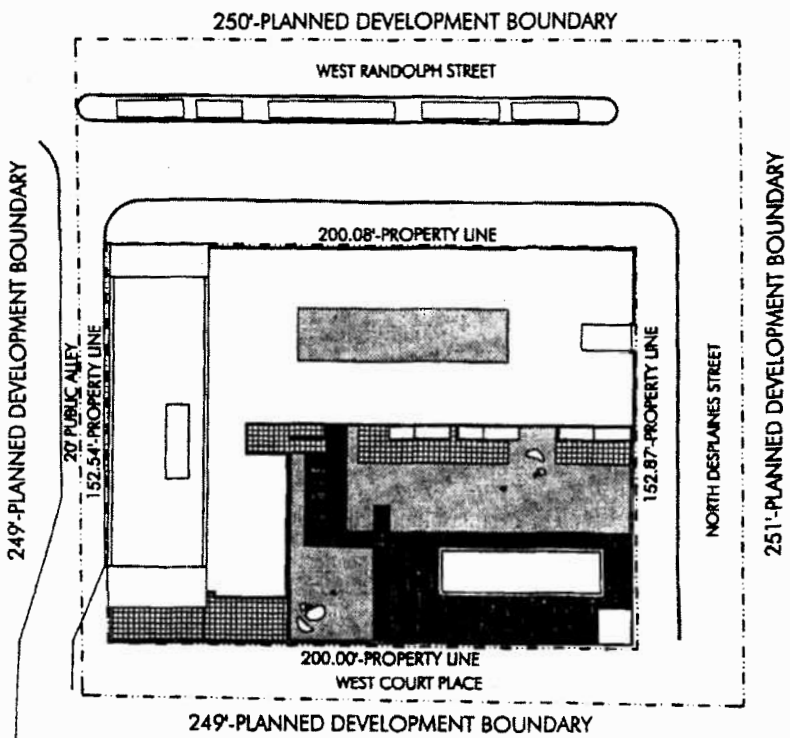 250'-PLANNED DEVELOPMENT BOUNDARY
WEST RANDOLPH STREET
249'-PLANNED DEVELOPMENT BOUNDARY
200.08'-PROPERTY LINE
20' PUBLIC ALLEY
152.54'-PROPERTY LINE
152.87'-PROPERTY LINE
NORTH DESPLAINES STREET
251'-PLANNED DEVELOPMENT BOUNDARY
200.00'-PROPERTY LINE
WEST COURT PLACE
249'-PLANNED DEVELOPMENT BOUNDARY